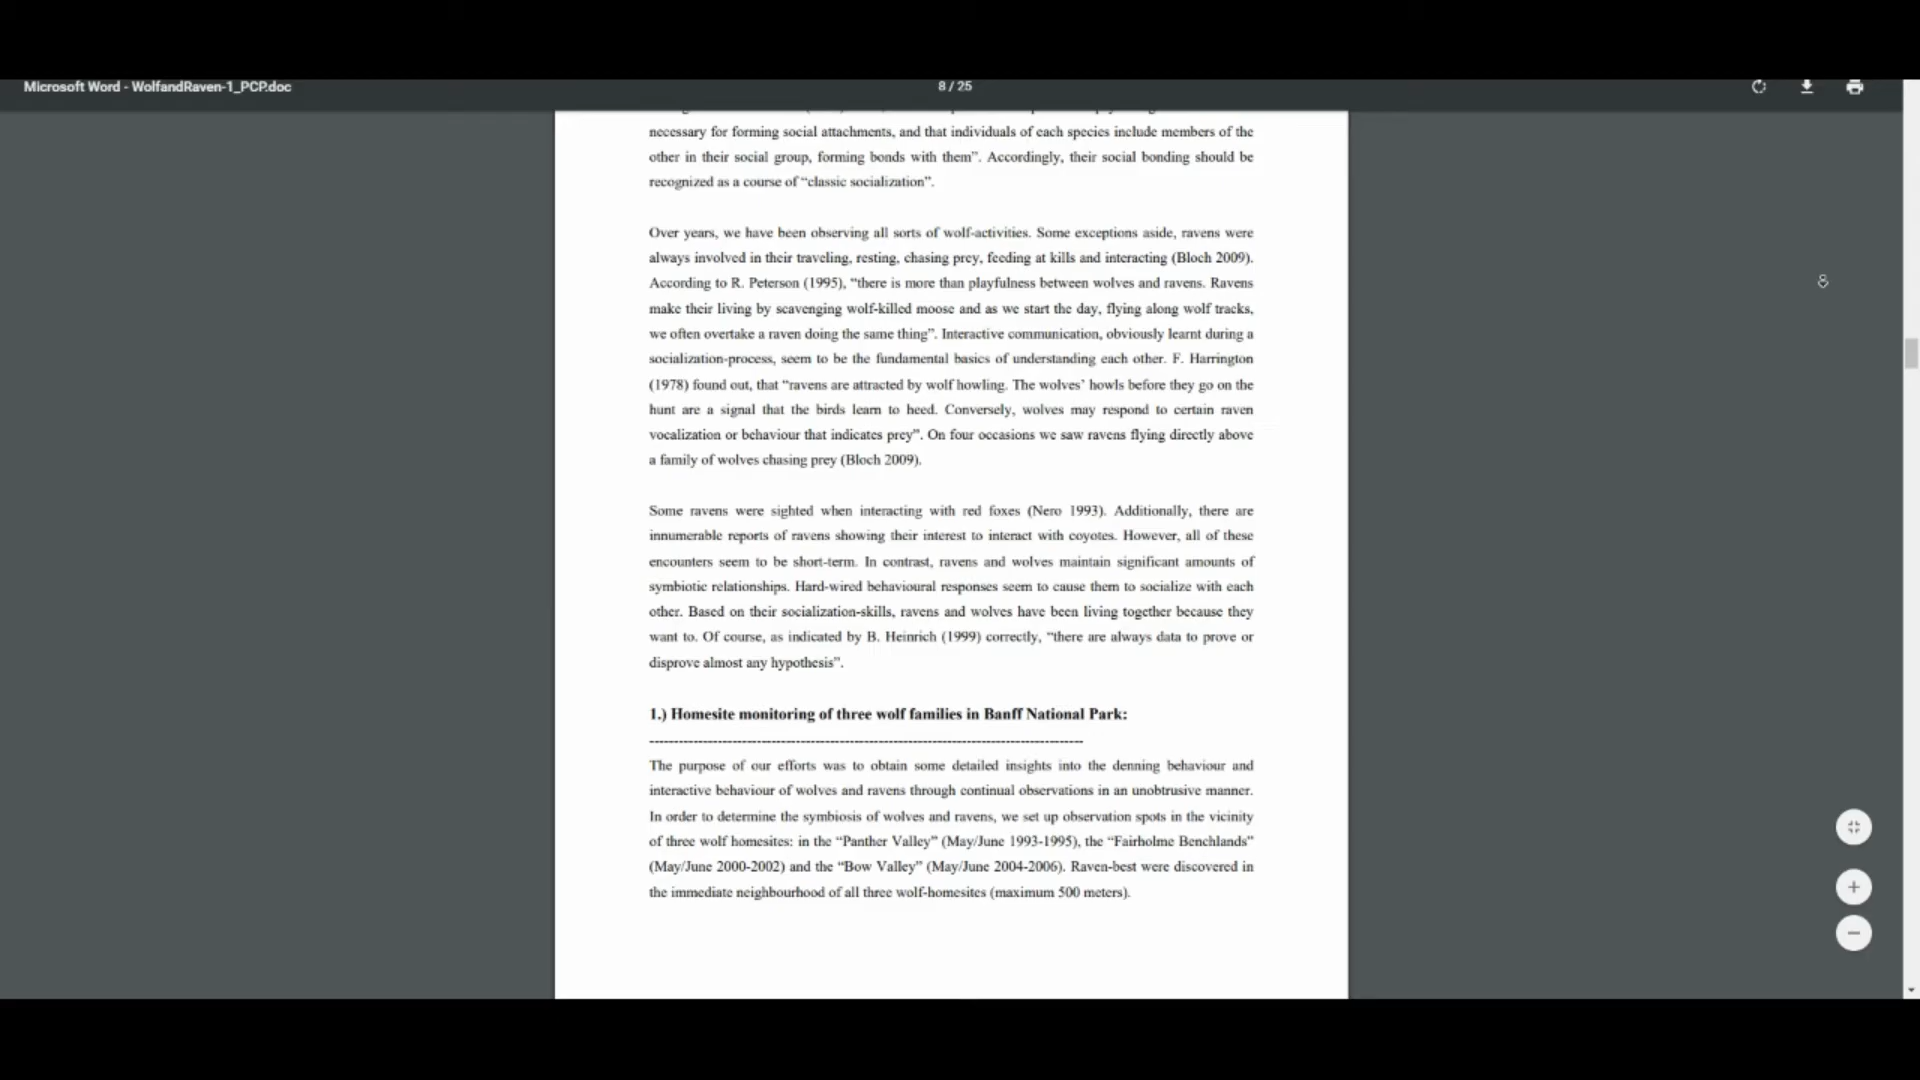 Microsoft Word - WolfandRaven-1_PCP.doc
8 / 25
necessary for forming social attachments, and that individuals of each species include members of the
other in their social group, forming bonds with them”. Accordingly, their social bonding should be
recognized as a course of “classic socialization”.
Over years, we have been observing all sorts of wolf-activities. Some exceptions aside, ravens were
always involved in their traveling, resting, chasing prey, feeding at kills and interacting (Bloch 2009).
According to R. Peterson (1995), “there is more than playfulness between wolves and ravens. Ravens
make their living by scavenging wolf-killed moose and as we start the day, flying along wolf tracks,
we often overtake a raven doing the same thing”. Interactive communication, obviously learnt during a
socialization-process, seem to be the fundamental basics of understanding each other. F. Harrington
(1978) found out, that “ravens are attracted by wolf howling. The wolves’ howls before they go on the
hunt are a signal that the birds learn to heed. Conversely, wolves may respond to certain raven
vocalization or behaviour that indicates prey”. On four occasions we saw ravens flying directly above
a family of wolves chasing prey (Bloch 2009).
Some ravens were sighted when interacting with red foxes (Nero 1993). Additionally, there are
innumerable reports of ravens showing their interest to interact with coyotes. However, all of these
encounters seem to be short-term. In contrast, ravens and wolves maintain significant amounts of
symbiotic relationships. Hard-wired behavioural responses seem to cause them to socialize with each
other. Based on their socialization-skills, ravens and wolves have been living together because they
want to. Of course, as indicated by B. Heinrich (1999) correctly, “there are always data to prove or
disprove almost any hypothesis”.
1.) Homesite monitoring of three wolf families in Banff National Park:
The purpose of our efforts was to obtain some detailed insights into the denning behaviour and
interactive behaviour of wolves and ravens through continual observations in an unobtrusive manner.
In order to determine the symbiosis of wolves and ravens, we set up observation spots in the vicinity
of three wolf homesites: in the “Panther Valley” (May/June 1993-1995), the “Fairholme Benchlands”
(May/June 2000-2002) and the “Bow Valley” (May/June 2004-2006). Raven-best were discovered in
the immediate neighbourhood of all three wolf-homesites (maximum 500 meters).